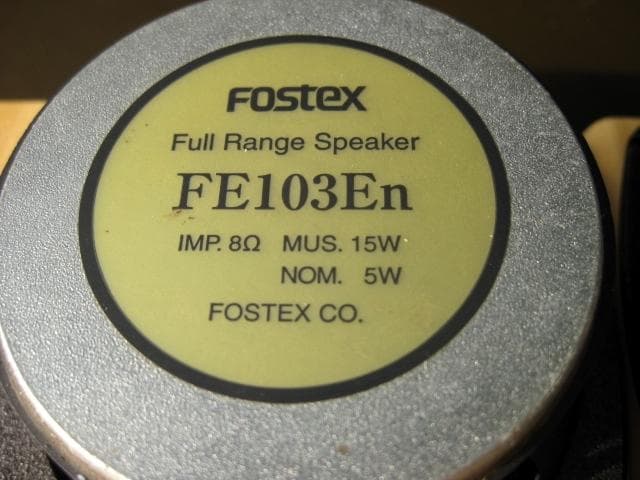 FOSTEX
Full Range Speaker
FE103En
IMP. 8Ω MUS. 15W
NOM. 5W
FOSTEX CO.